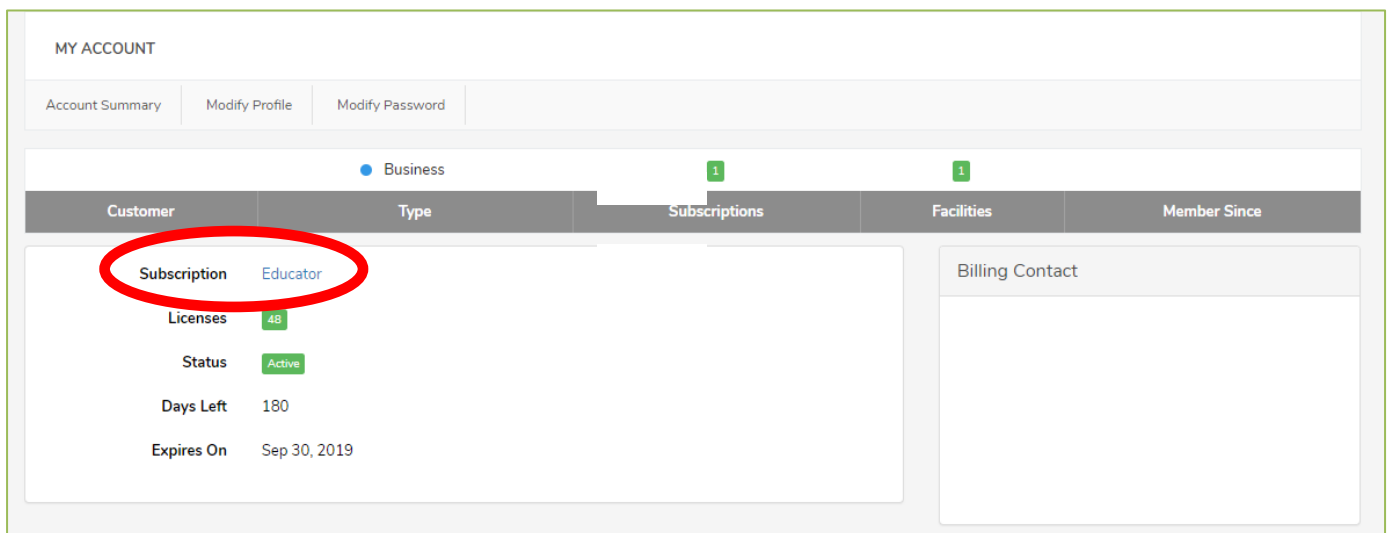 MY ACCOUNT
Account Summary Modify Profile Modify Password
Business 1 1
Customer Type Subscriptions Facilities Member Since
Subscription Educator
Licenses 48
Status Active
Days Left 180
Expires On Sep 30, 2019
Billing Contact